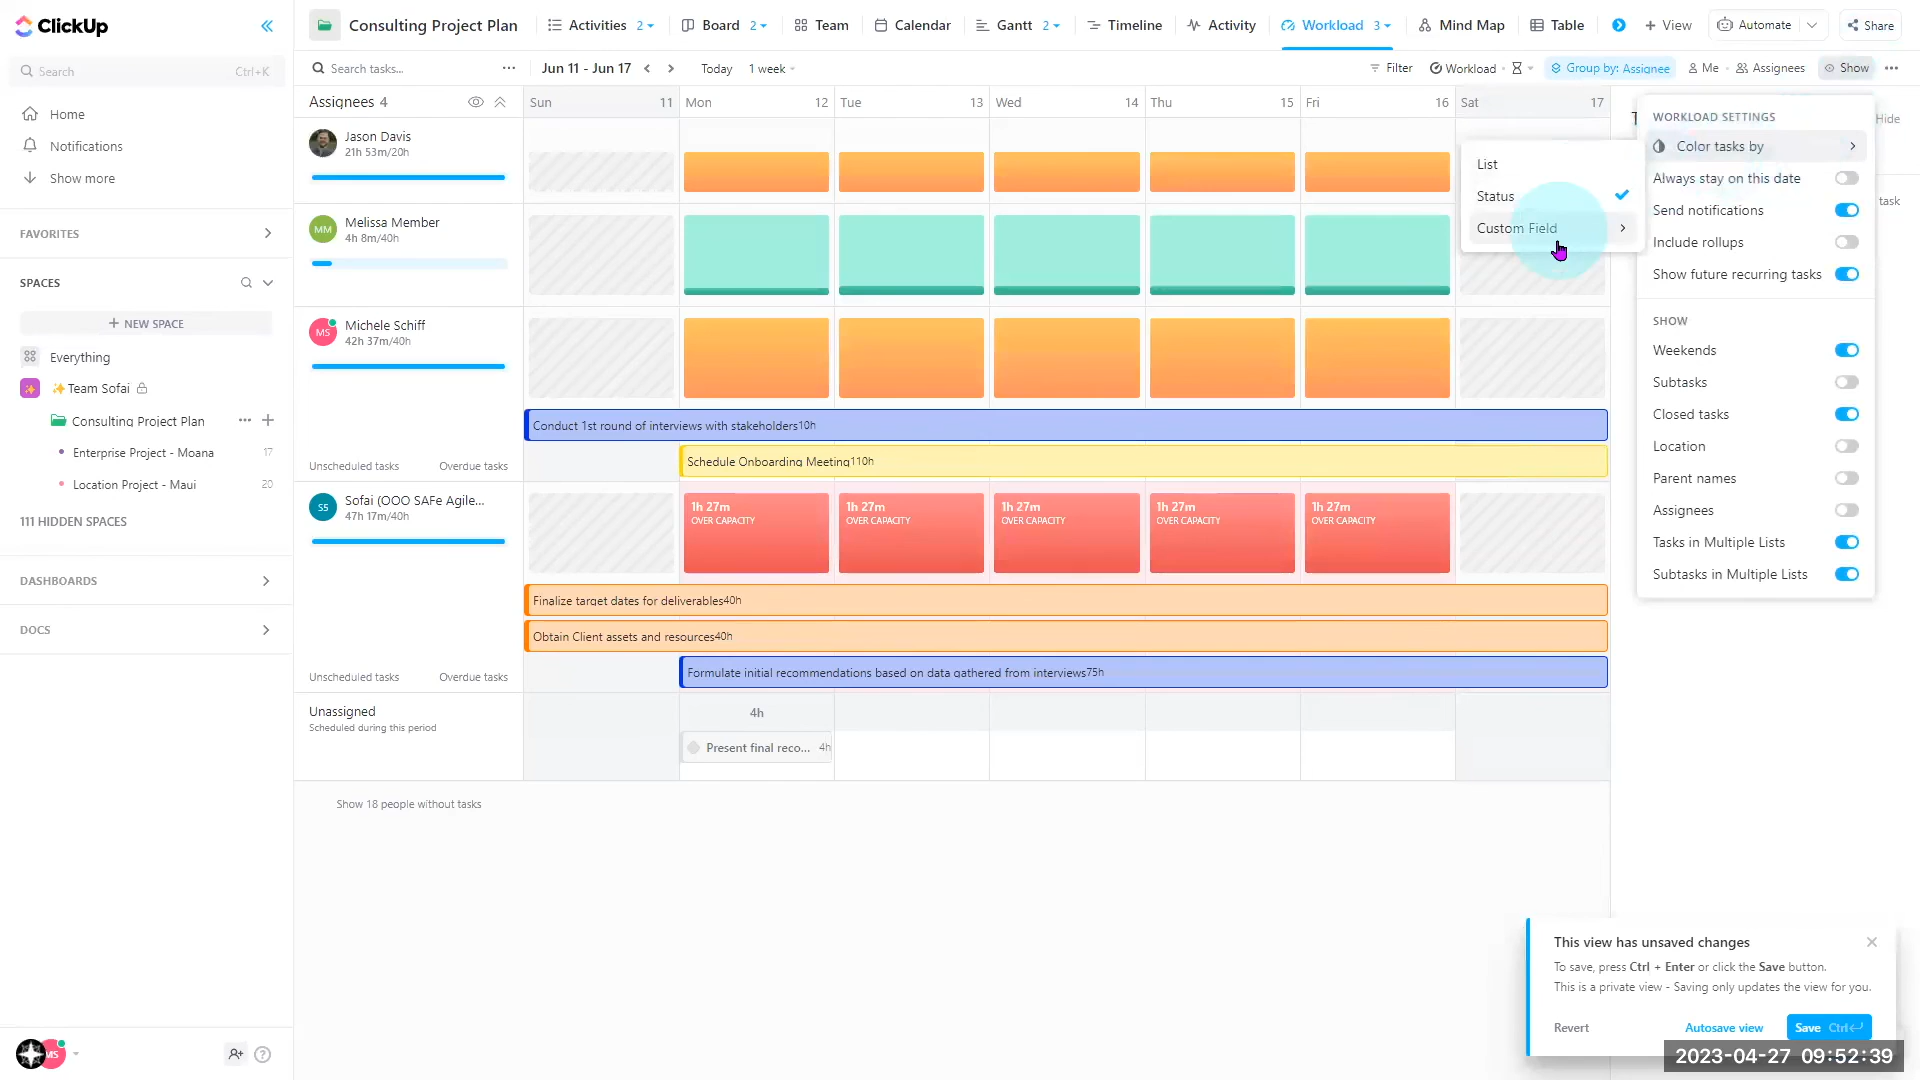 ClickUp
Search Ctrl+K
Home
Notifications
Show more
FAVORITES
SPACES
+ NEW SPACE
Everything
✨ Team Sofai
Consulting Project Plan
Enterprise Project - Moana 17
Location Project - Maui 20
111 HIDDEN SPACES
DASHBOARDS
DOCS
MS
Consulting Project Plan
Activities 2
Board 2
Team
Calendar
Gantt 2
Timeline
Activity
Workload 3
Mind Map
Table
+ View
Automate
Share
Search tasks...
Jun 11 - Jun 17
Today
1 week
Filter
Workload
Group by: Assignee
Me
Assignees
Show
Assignees 4
Sun 11
Mon 12
Tue 13
Wed 14
Thu 15
Fri 16
Sat 17
Jason Davis
21h 53m/20h
MM
Melissa Member
4h 8m/40h
MS
Michele Schiff
42h 37m/40h
Conduct 1st round of interviews with stakeholders10h
Schedule Onboarding Meeting110h
Unscheduled tasks Overdue tasks
S5
Sofai (OOO SAFe Agile...
47h 17m/40h
1h 27m
OVER CAPACITY
1h 27m
OVER CAPACITY
1h 27m
OVER CAPACITY
1h 27m
OVER CAPACITY
1h 27m
OVER CAPACITY
Finalize target dates for deliverables40h
Obtain Client assets and resources40h
Formulate initial recommendations based on data gathered from interviews75h
Unscheduled tasks Overdue tasks
Unassigned
Scheduled during this period
4h
Present final reco... 4h
Show 18 people without tasks
List
Status
Custom Field
Hide
task
WORKLOAD SETTINGS
Color tasks by
Always stay on this date
Send notifications
Include rollups
Show future recurring tasks
SHOW
Weekends
Subtasks
Closed tasks
Location
Parent names
Assignees
Tasks in Multiple Lists
Subtasks in Multiple Lists
This view has unsaved changes
To save, press Ctrl + Enter or click the Save button.
This is a private view - Saving only updates the view for you.
Revert
Autosave view
Save Ctrl↵
2023-04-27 09:52:39